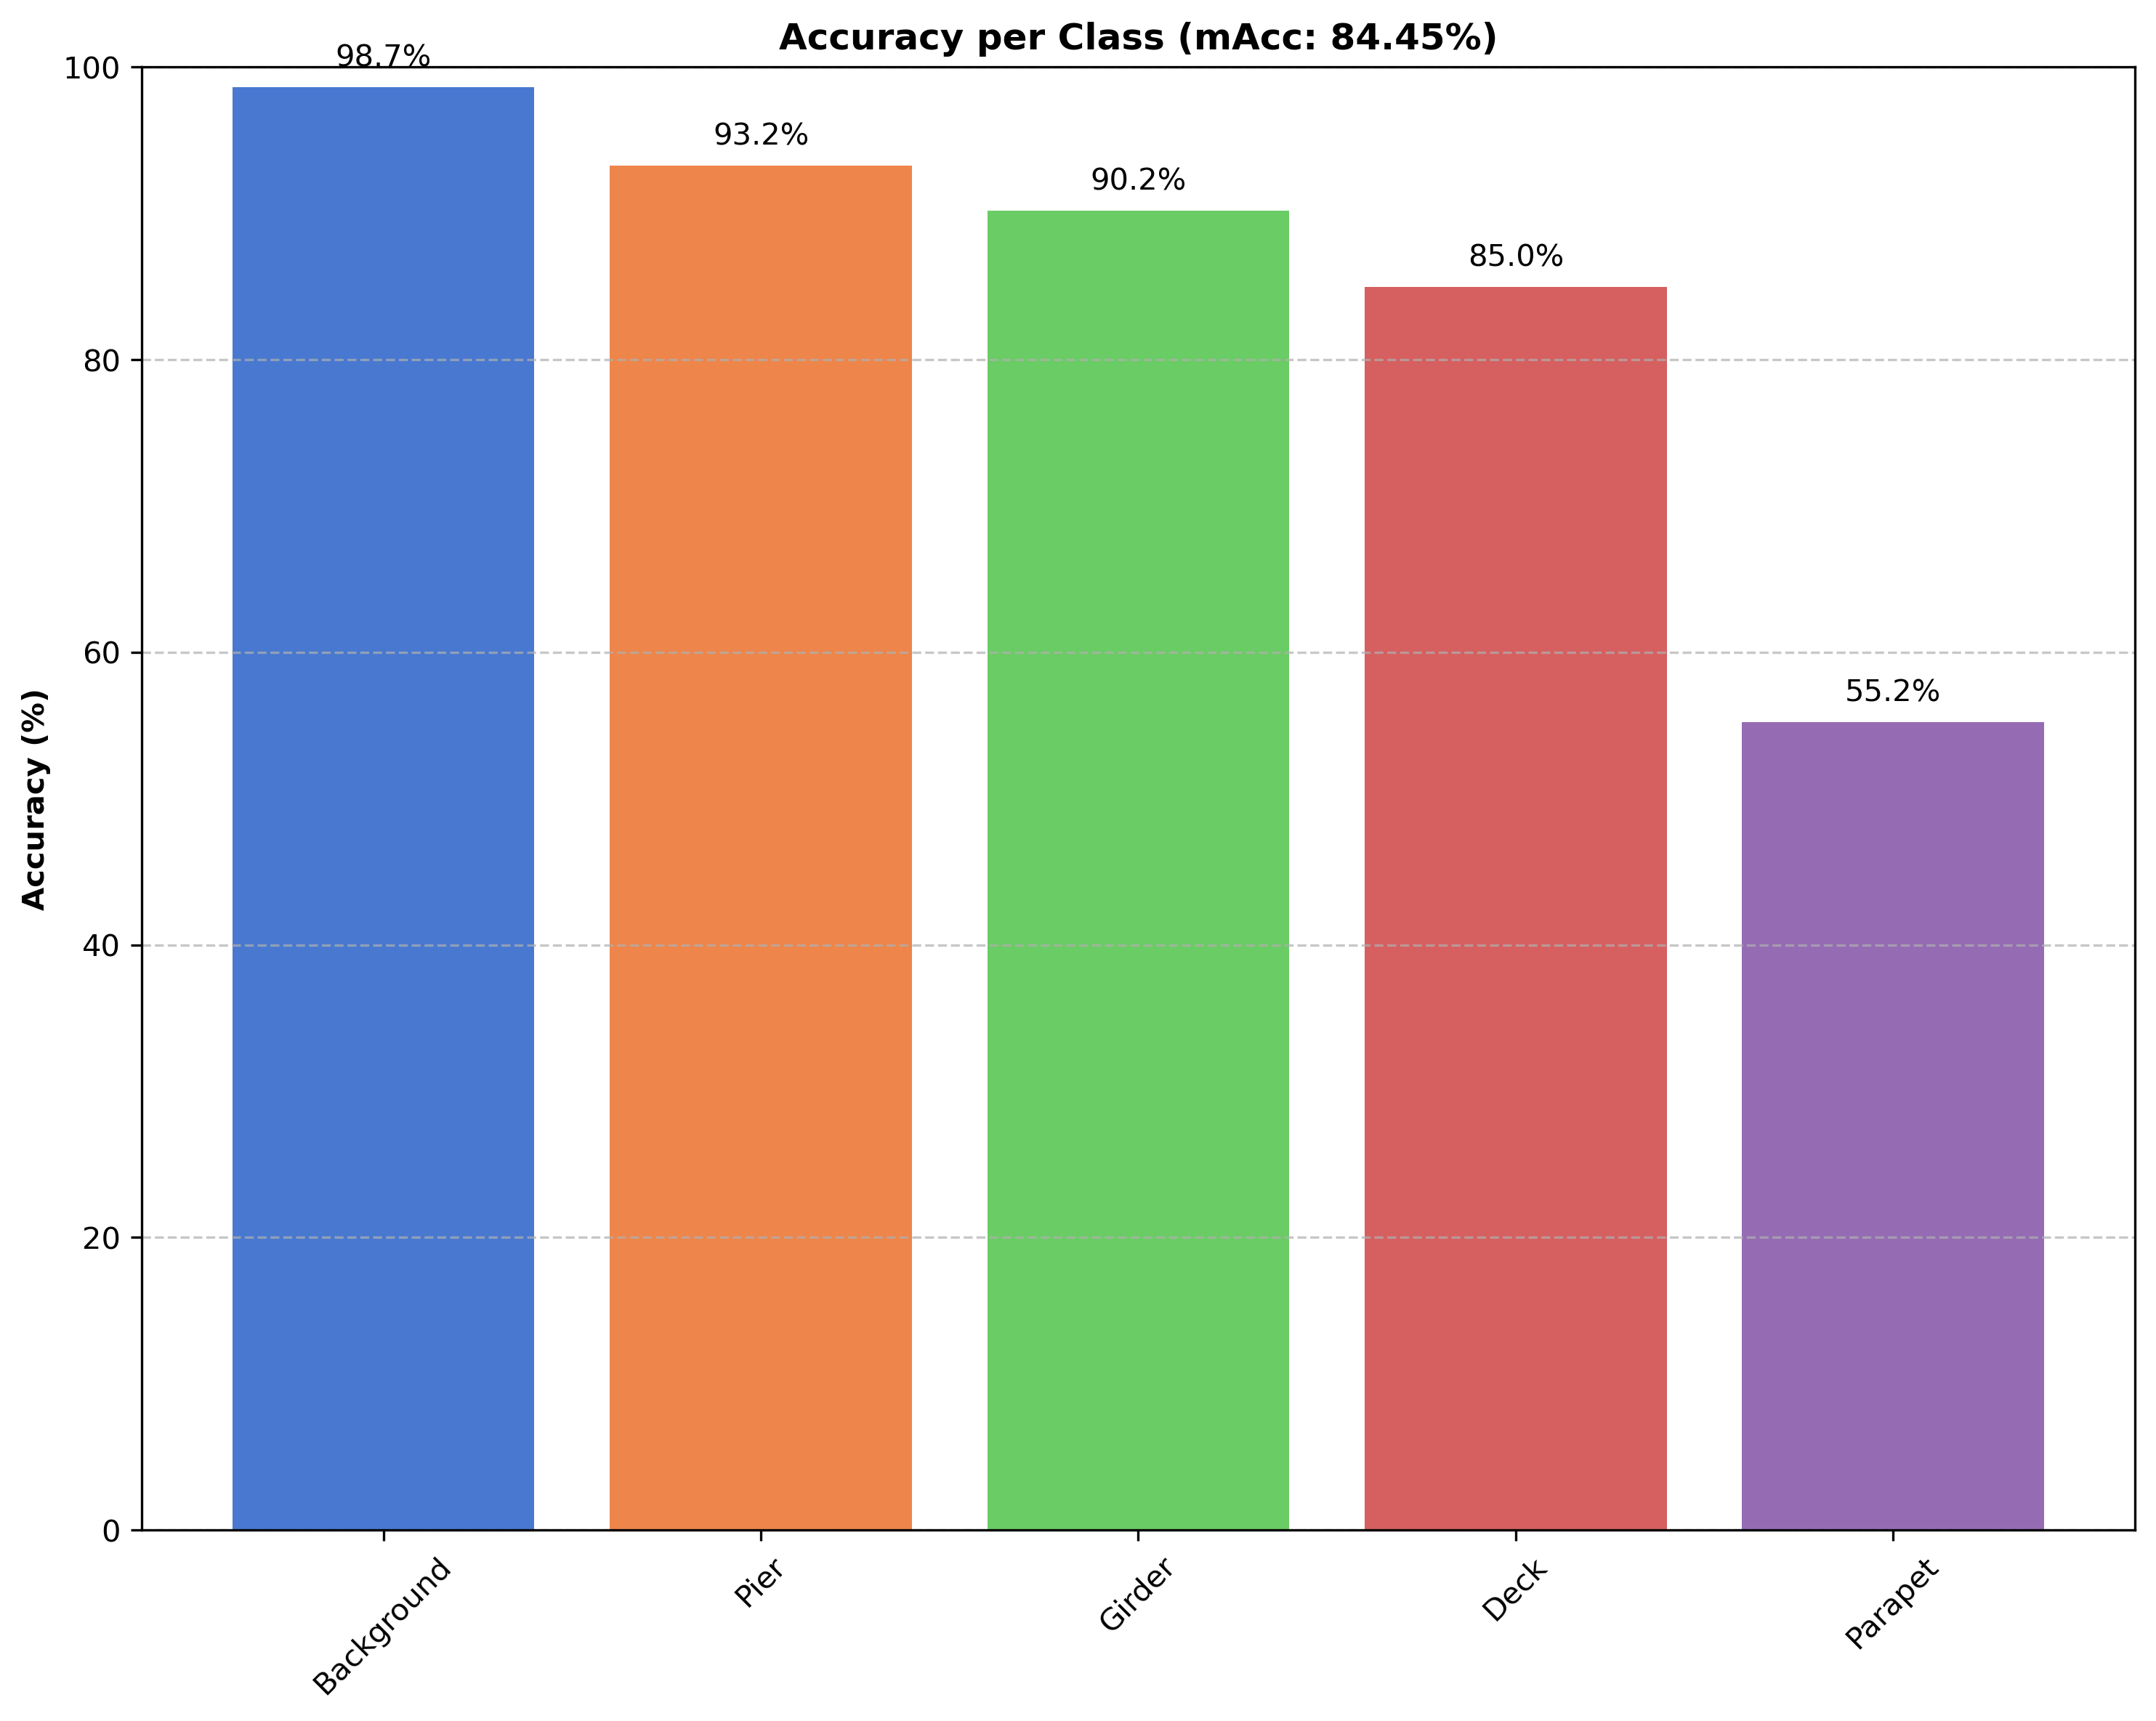 Accuracy per Class (mAcc: 84.45%)
98.7%
93.2%
90.2%
85.0%
55.2%
100
80
60
40
20
0
Accuracy (%)
Background
Pier
Girder
Deck
Parapet